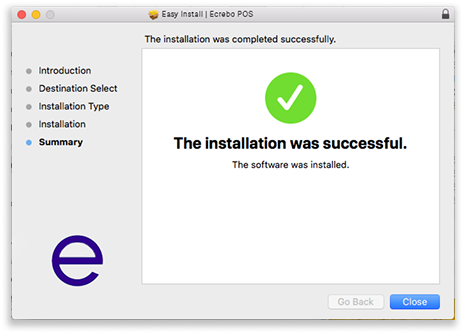 Easy Install | Ecrebo POS
The installation was completed successfully.
Introduction
Destination Select
Installation Type
Installation
Summary
The installation was successful.
The software was installed.
e
Go Back
Close